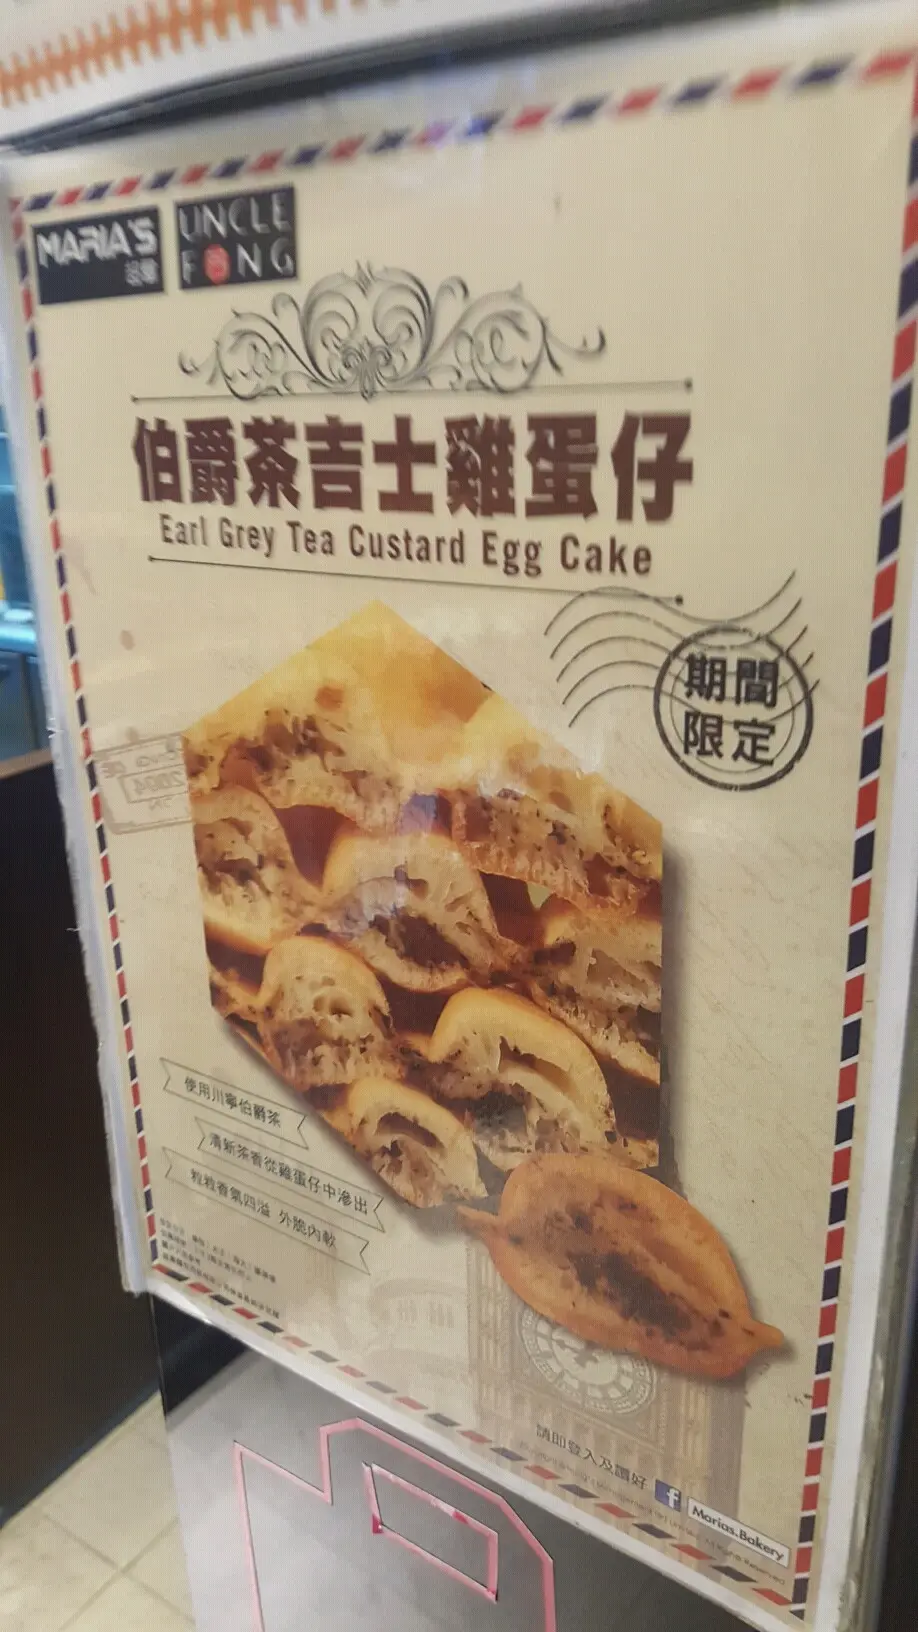 MARIA'S
UNCLE
FONG
伯爵茶吉士雞蛋仔
Earl Grey Tea Custard Egg Cake
期間
限定
2004
使用川寧伯爵茶
清新茶香從雞蛋仔中滲出
粒粒香氣四溢 外脆內軟
請即登入及讚好 f Marias.Bakery